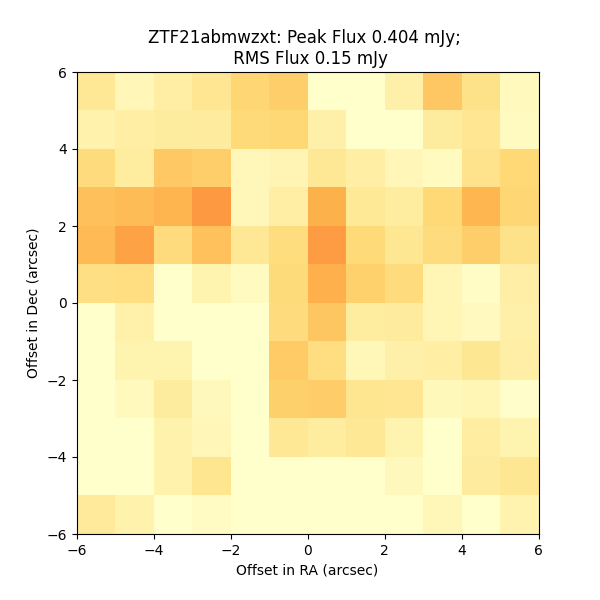 ZTF21abmwzxt: Peak Flux 0.404 mJy;
RMS Flux 0.15 mJy
6
4
2
0
−2
−4
−6
Offset in Dec (arcsec)
−6 −4 −2 0 2 4 6
Offset in RA (arcsec)